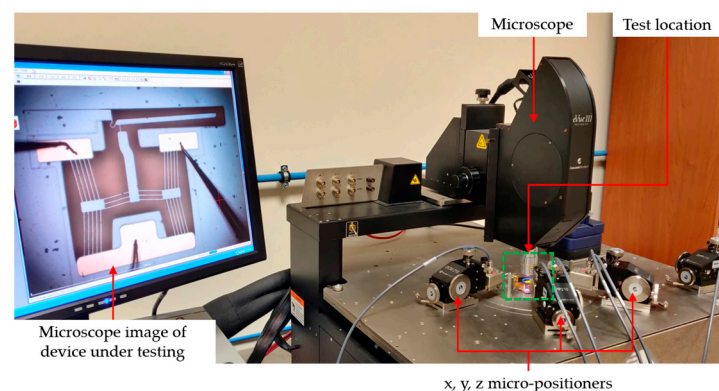 Microscope
Test location
Microscope image of
device under testing
x, y, z micro-positioners